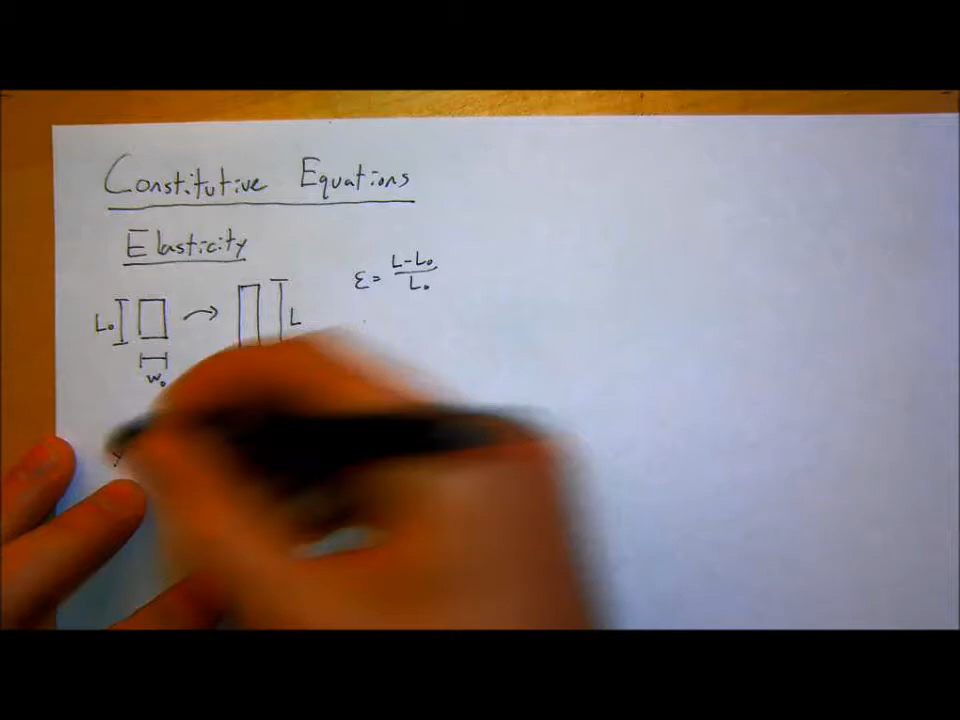 Constitutive Equations
Elasticity
ε = L-L₀ / L₀
L₀ L
w₀